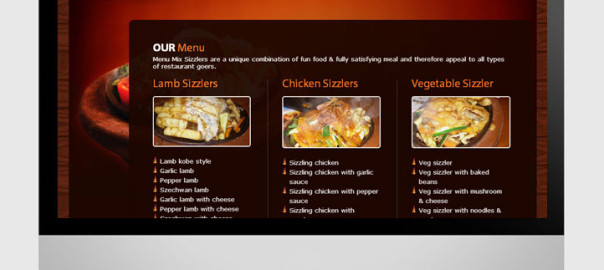 OUR Menu
Menu Mix Sizzlers are a unique combination of fun food & fully satisfying meal and therefore appeal to all types
of restaurant goers.
Lamb Sizzlers
Lamb kobe style
Garlic lamb
Pepper lamb
Szechwan lamb
Garlic lamb with cheese
Pepper lamb with cheese
Szechwan lamb with cheese
Chicken Sizzlers
Sizzling chicken
Sizzling chicken with garlic
sauce
Sizzling chicken with pepper
sauce
Sizzling chicken with
Vegetable Sizzler
Veg sizzler
Veg sizzler with baked
beans
Veg sizzler with mushroom
& cheese
Veg sizzler with noodles &